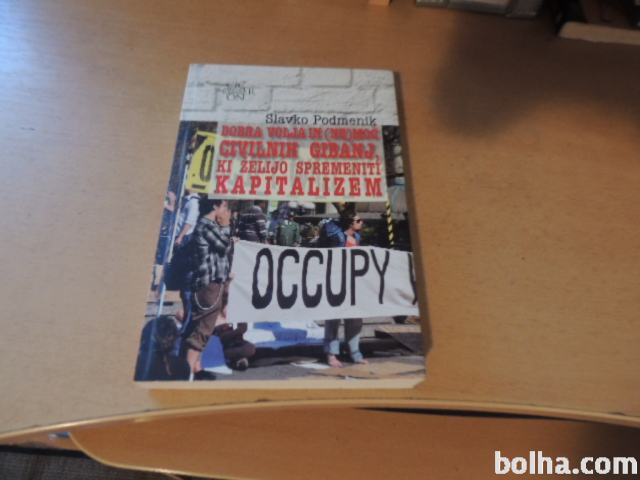 Slavko Podmenik
DOBRA VOLJA IN (NE)MOČ
CIVILNIH GIBANJ,
KI ŽELIJO SPREMENITI
KAPITALIZEM
OCCUPY
bolha.com